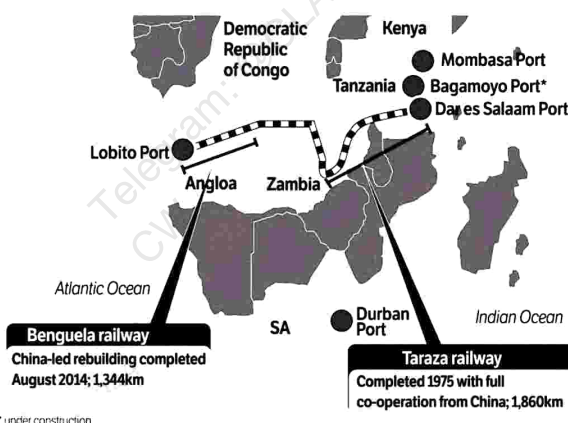 Democratic
Republic
of Congo
Kenya
Mombasa Port
Tanzania
Bagamoyo Port*
Dar es Salaam Port
Lobito Port
Angloa
Zambia
Atlantic Ocean
SA
Durban
Port
Indian Ocean
Benguela railway
China-led rebuilding completed
August 2014; 1,344km
Taraza railway
Completed 1975 with full
co-operation from China; 1,860km
* under construction
Telegram: